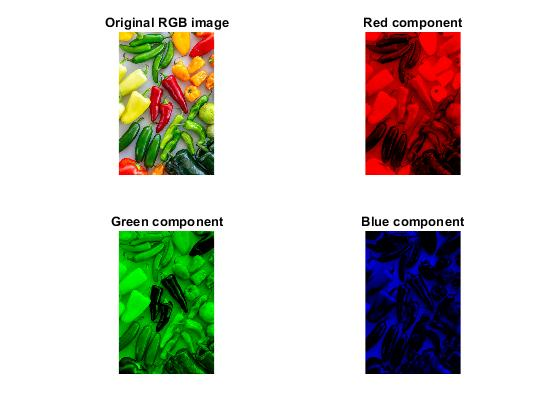 Original RGB image
Red component
Green component
Blue component